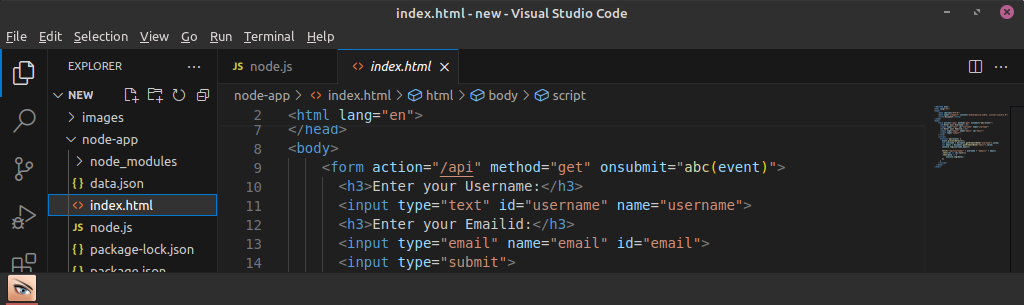 index.html - new - Visual Studio Code
File Edit Selection View Go Run Terminal Help
EXPLORER ···
NEW
images
node-app
node_modules
{ } data.json
<> index.html
JS node.js
{ } package-lock.json
{ } package.json
JS node.js
<> index.html ×
node-app > <> index.html > html > body > script
2 <html lang="en">
7 </head>
8 <body>
9 <form action="/api" method="get" onsubmit="abc(event)">
10 <h3>Enter your Username:</h3>
11 <input type="text" id="username" name="username">
12 <h3>Enter your Emailid:</h3>
13 <input type="email" name="email" id="email">
14 <input type="submit">